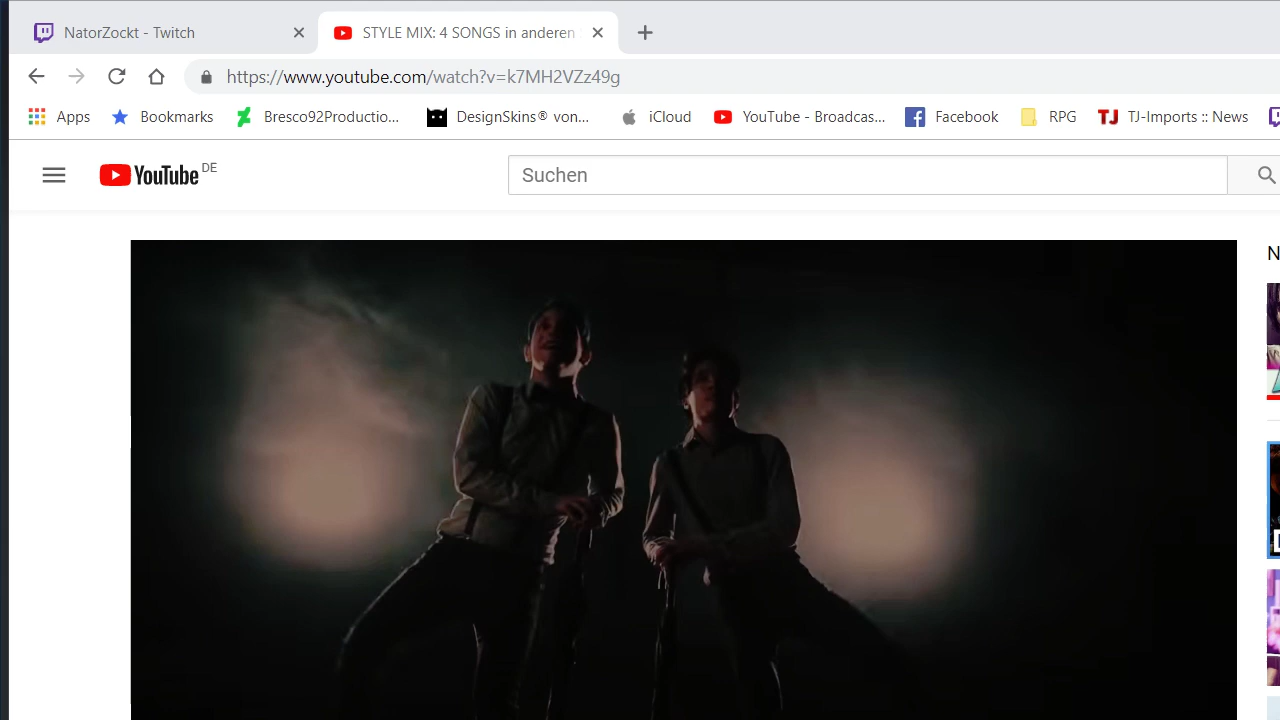 NatorZockt - Twitch
STYLE MIX: 4 SONGS in anderen
https://www.youtube.com/watch?v=k7MH2VZz49g
Apps
Bookmarks
Bresco92Productio...
DesignSkins® von...
iCloud
YouTube - Broadcas...
Facebook
RPG
TJ
TJ-Imports :: News
YouTube DE
Suchen
N